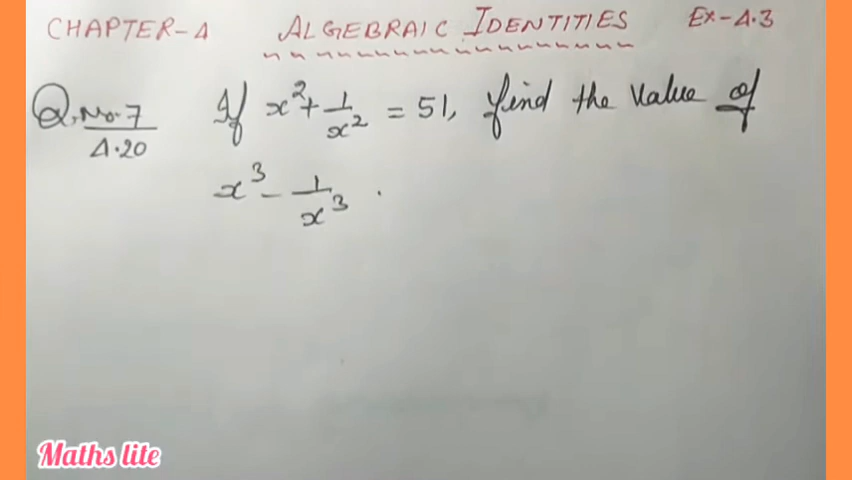 CHAPTER-4 ALGEBRAIC IDENTITIES Ex-4.3
Q.No.7 If x² + 1/x² = 51, find the value of
4.20
x³ - 1/x³ .
Maths lite